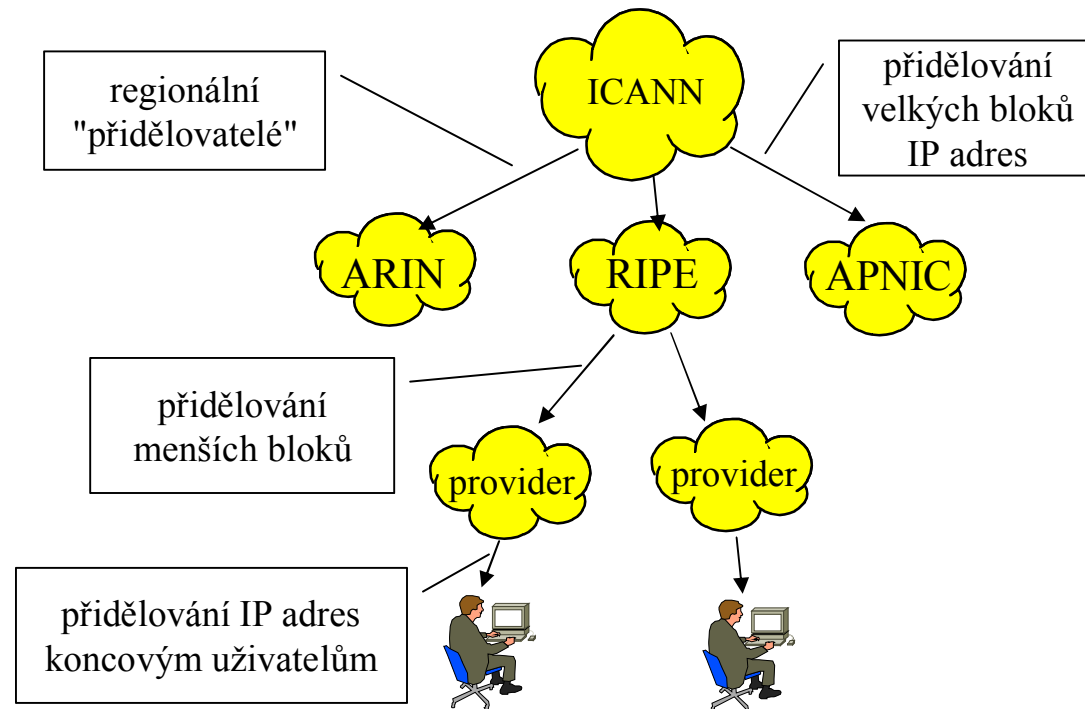 regionální
"přidělovatelé"
ICANN
přidělování
velkých bloků
IP adres
ARIN
RIPE
APNIC
přidělování
menších bloků
provider
provider
přidělování IP adres
koncovým uživatelům